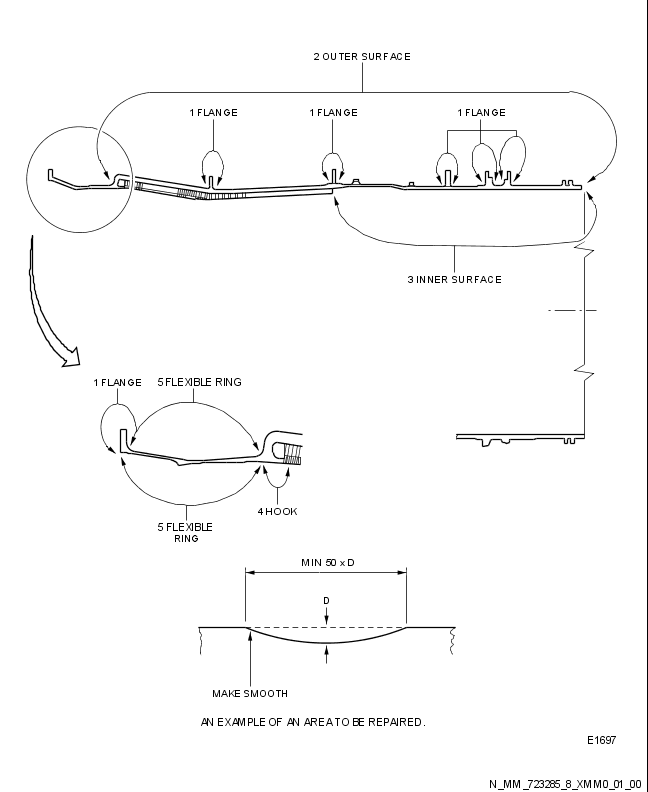 2 OUTER SURFACE
1 FLANGE
1 FLANGE
1 FLANGE
3 INNER SURFACE
1 FLANGE
5 FLEXIBLE RING
4 HOOK
5 FLEXIBLE
RING
MIN 50 x D
D
MAKE SMOOTH
AN EXAMPLE OF AN AREA TO BE REPAIRED.
E1697
N_MM_723285_8_XMM0_01_00